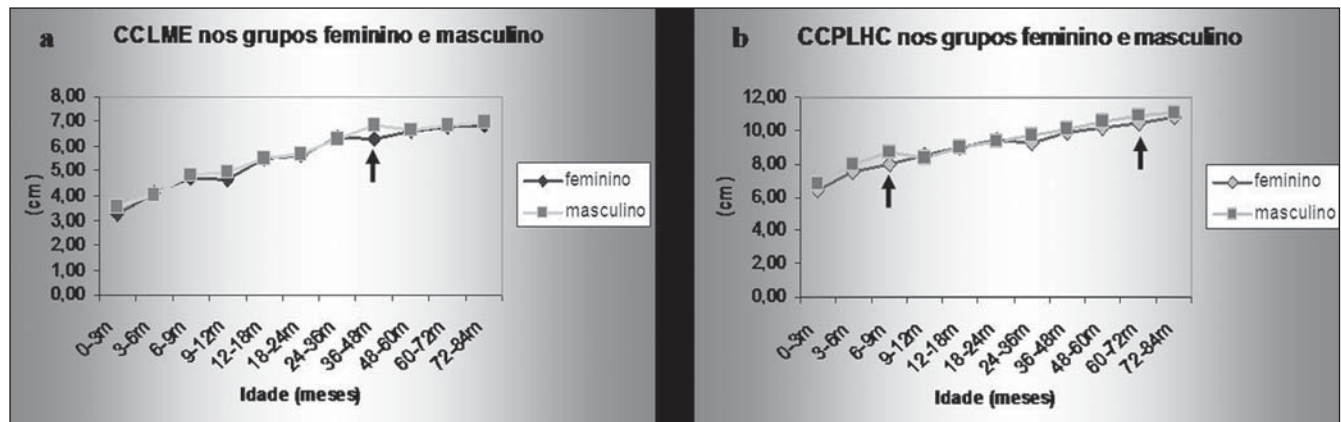 a CCLME nos grupos feminino e masculino
8,00
7,00
6,00
5,00
4,00
3,00
2,00
1,00
0,00
(cm)
0-3m
3-6m
6-9m
9-12m
12-18m
18-24m
24-36m
36-48m
48-60m
60-72m
72-84m
Idade (meses)
feminino
masculino
b CCPLHC nos grupos feminino e masculino
12,00
10,00
8,00
6,00
4,00
2,00
0,00
(cm)
0-3m
3-6m
6-9m
9-12m
12-18m
18-24m
24-36m
36-48m
48-60m
60-72m
72-84m
Idade (meses)
feminino
masculino